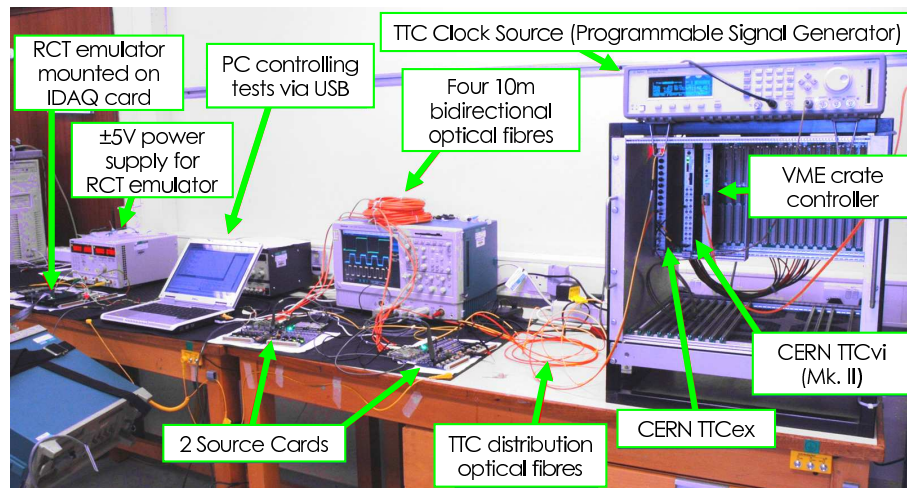 RCT emulator
mounted on
IDAQ card
PC controlling
tests via USB
Four 10m
bidirectional
optical fibres
TTC Clock Source (Programmable Signal Generator)
±5V power
supply for
RCT emulator
VME crate
controller
CERN TTCvi
(Mk. II)
CERN TTCex
2 Source Cards
TTC distribution
optical fibres